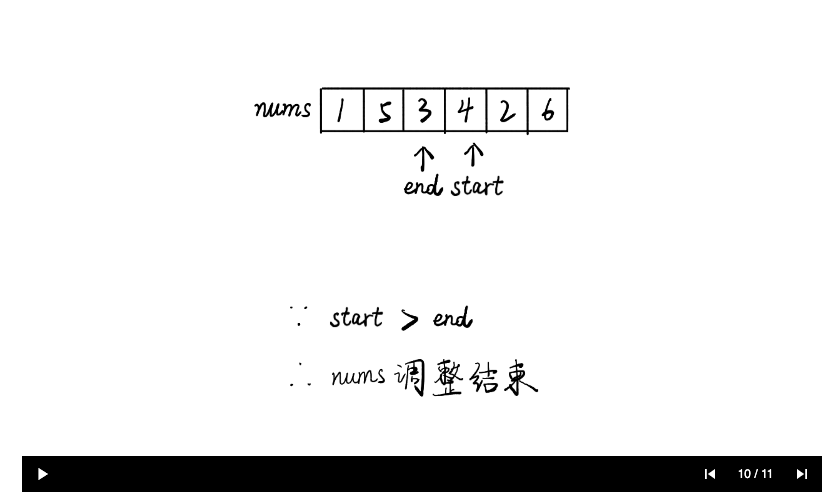 nums 1 5 3 4 2 6
end start
∵ start > end
∴ nums 调整结束
10 / 11